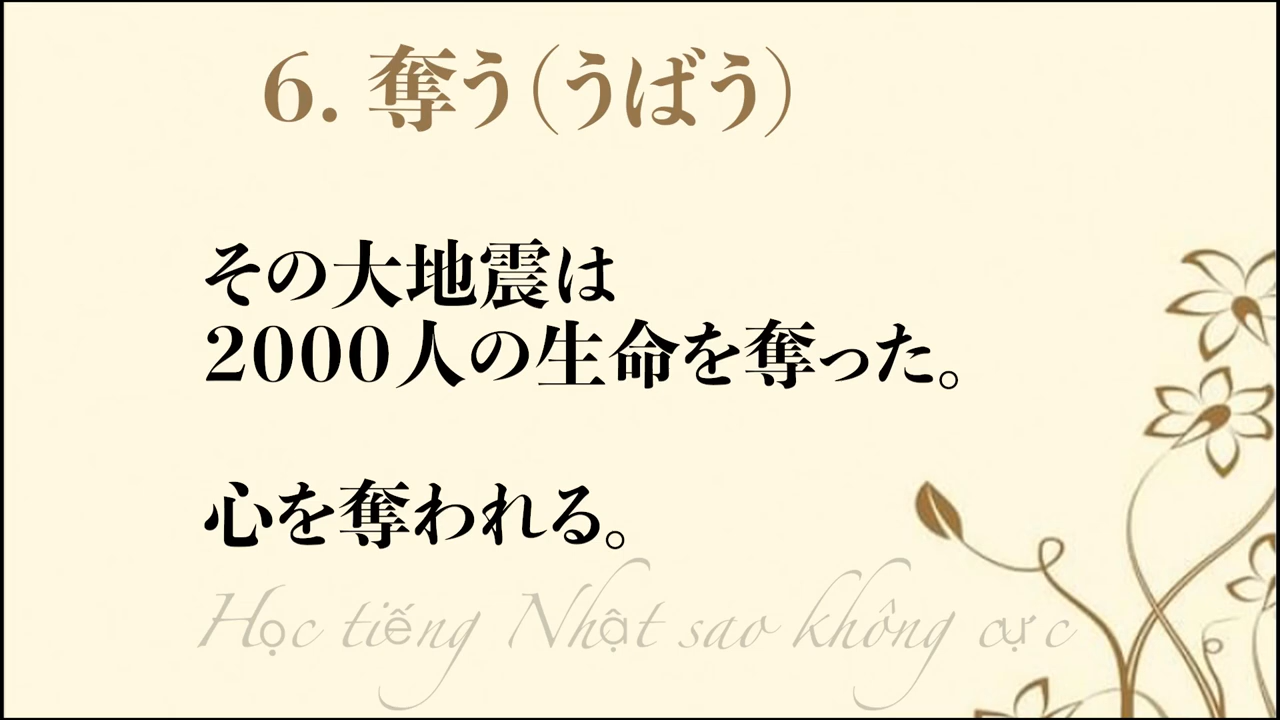 6. 奪う（うばう）
その大地震は
2000人の生命を奪った。
心を奪われる。
Học tiếng Nhật sao không cực